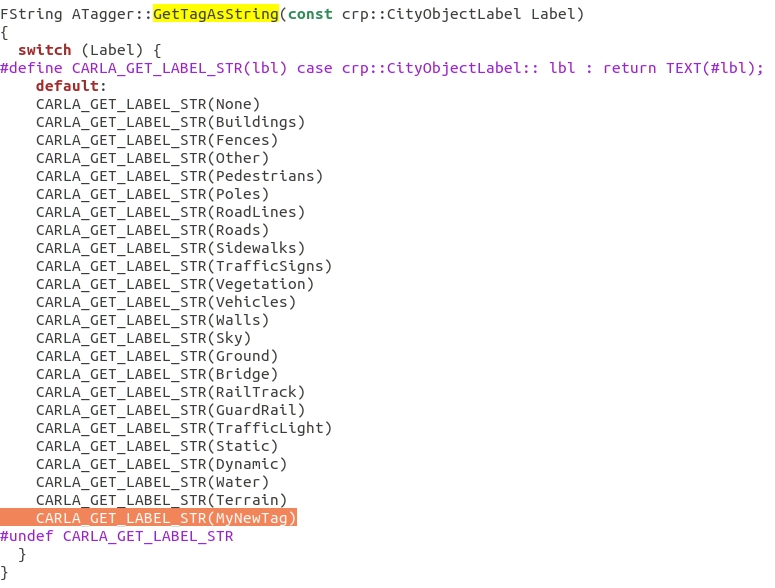 FString ATagger::GetTagAsString(const crp::CityObjectLabel Label)
{
  switch (Label) {
#define CARLA_GET_LABEL_STR(lbl) case crp::CityObjectLabel:: lbl : return TEXT(#lbl);
    default:
    CARLA_GET_LABEL_STR(None)
    CARLA_GET_LABEL_STR(Buildings)
    CARLA_GET_LABEL_STR(Fences)
    CARLA_GET_LABEL_STR(Other)
    CARLA_GET_LABEL_STR(Pedestrians)
    CARLA_GET_LABEL_STR(Poles)
    CARLA_GET_LABEL_STR(RoadLines)
    CARLA_GET_LABEL_STR(Roads)
    CARLA_GET_LABEL_STR(Sidewalks)
    CARLA_GET_LABEL_STR(TrafficSigns)
    CARLA_GET_LABEL_STR(Vegetation)
    CARLA_GET_LABEL_STR(Vehicles)
    CARLA_GET_LABEL_STR(Walls)
    CARLA_GET_LABEL_STR(Sky)
    CARLA_GET_LABEL_STR(Ground)
    CARLA_GET_LABEL_STR(Bridge)
    CARLA_GET_LABEL_STR(RailTrack)
    CARLA_GET_LABEL_STR(GuardRail)
    CARLA_GET_LABEL_STR(TrafficLight)
    CARLA_GET_LABEL_STR(Static)
    CARLA_GET_LABEL_STR(Dynamic)
    CARLA_GET_LABEL_STR(Water)
    CARLA_GET_LABEL_STR(Terrain)
    CARLA_GET_LABEL_STR(MyNewTag)
#undef CARLA_GET_LABEL_STR
  }
}